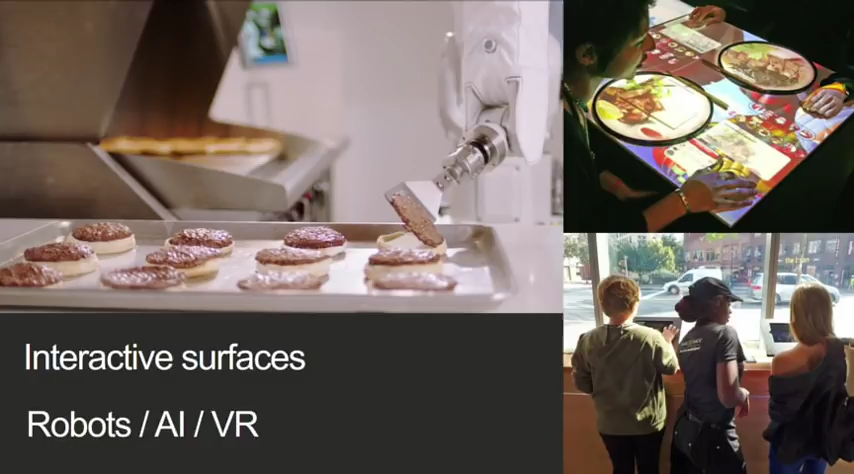 Interactive surfaces
Robots / AI / VR